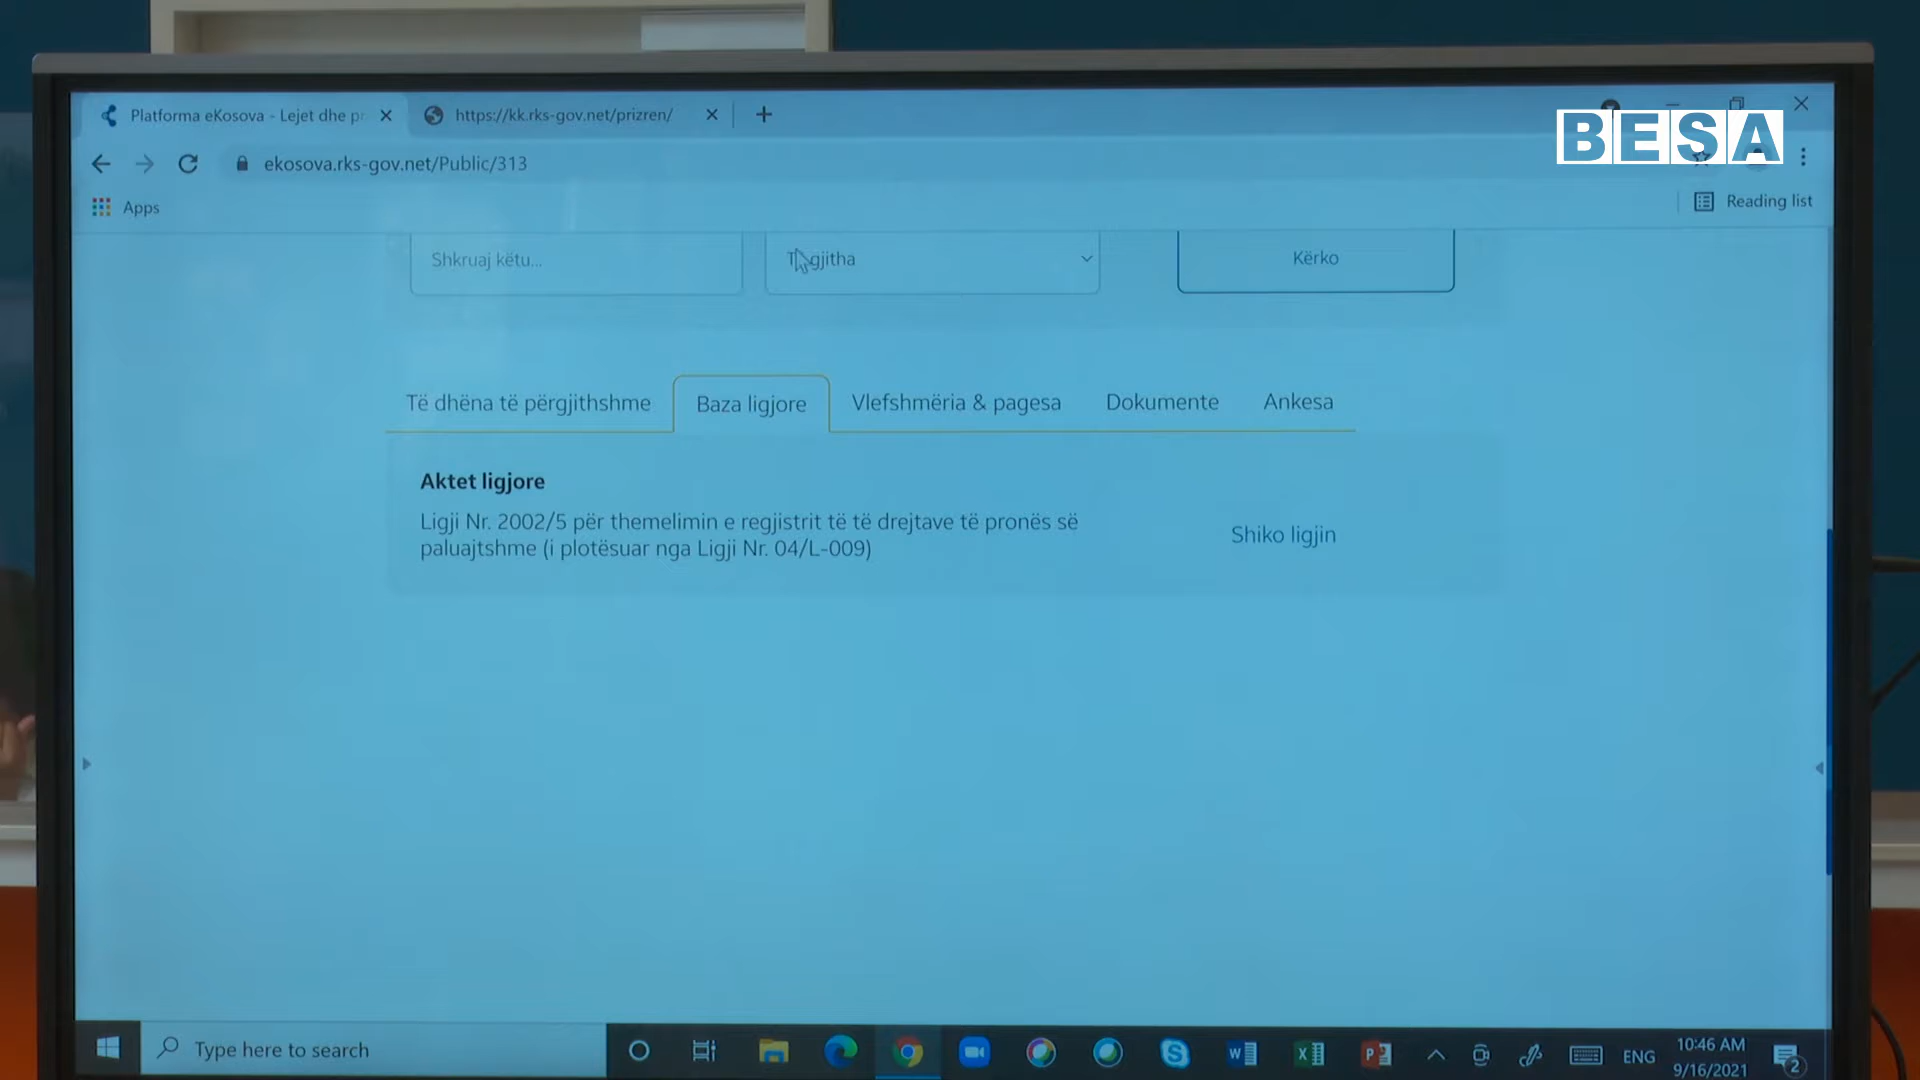 Platforma eKosova - Lejet dhe pr
https://kk.rks-gov.net/prizren/
BESA
ekosova.rks-gov.net/Public/313
Apps
Reading list
Shkruaj këtu...
Kërko
Të dhëna të përgjithshme
Baza ligjore
Vlefshmëria & pagesa
Dokumente
Ankesa
Aktet ligjore
Ligji Nr. 2002/5 për themelimin e regjistrit të të drejtave të pronës së
paluajtshme (i plotësuar nga Ligji Nr. 04/L-009)
Shiko ligjin
Type here to search
ENG
10:46 AM
9/16/2021
2